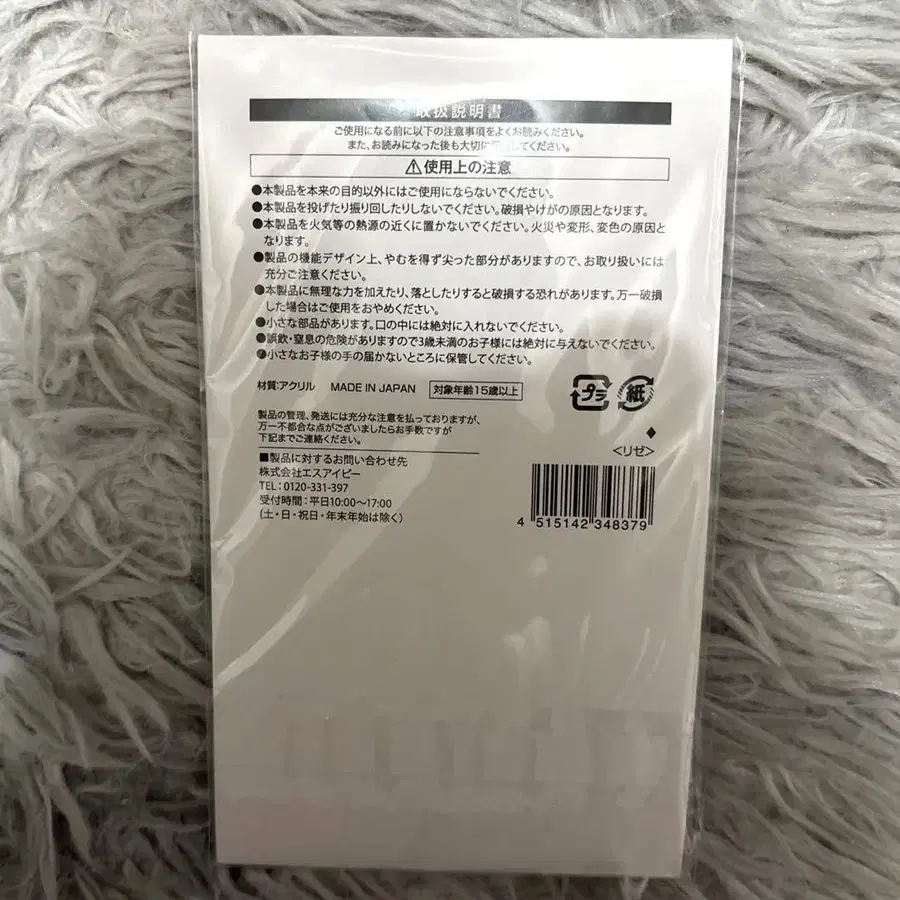 取扱説明書
ご使用になる前に以下の注意事項をよくお読みください。
また、お読みになった後も大切に してください。
⚠使用上の注意
●本製品を本来の目的以外にはご使用にならないでください。
●本製品を投げたり振り回したりしないでください。破損やけがの原因となります。
●本製品を火気等の熱源の近くに置かないでください。火災や変形、変色の原因と
なります。
●製品の機能デザイン上、やむを得ず尖った部分がありますので、お取り扱いには
充分ご注意ください。
●本製品に無理な力を加えたり、落としたりすると破損する恐れがあります。万一破損
した場合はご使用をおやめください。
●小さな部品があります。口の中には絶対に入れないでください。
●誤飲・窒息の危険がありますので3歳未満のお子様には絶対に与えないでください。
●小さなお子様の手の届かないところに保管してください。
材質:アクリル MADE IN JAPAN 対象年齢15歳以上
プラ 紙
製品の管理、発送には充分な注意を払っておりますが、
万一不都合な点がございましたらお手数ですが
下記までご連絡ください。
◆
<リゼ>
■製品に対するお問い合わせ先
株式会社エスアイピー
TEL:0120-331-397
受付時間:平日10:00～17:00
(土・日・祝日・年末年始は除く)
4 515142 348379